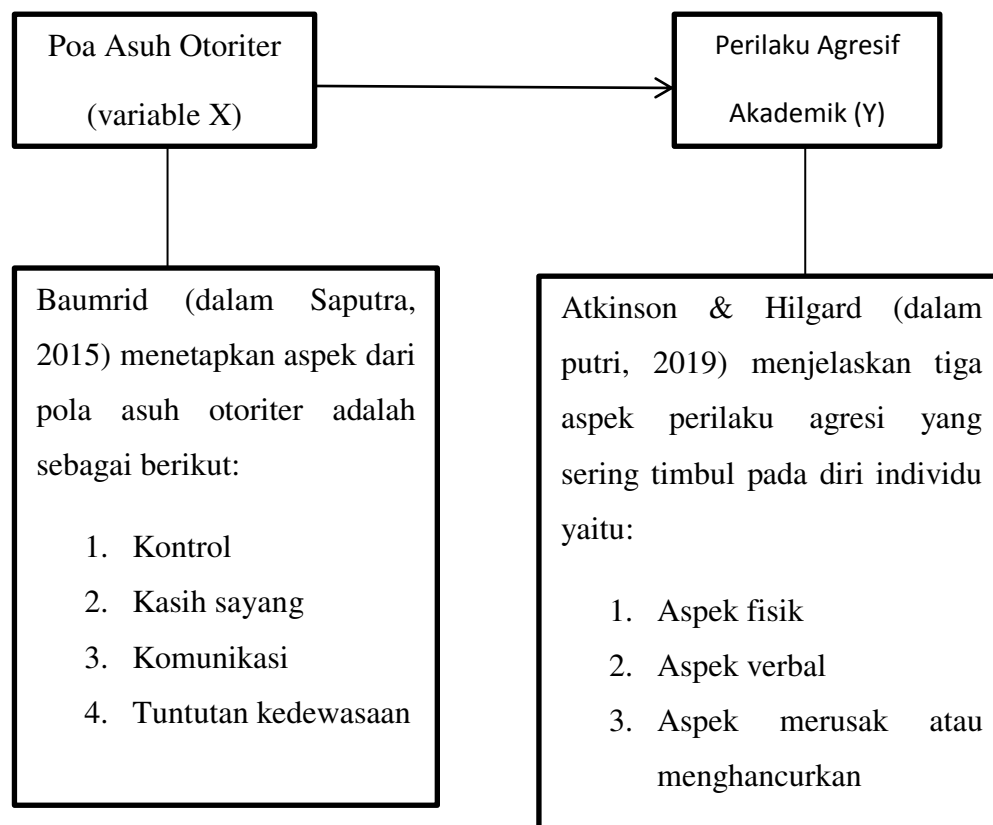 Poa Asuh Otoriter
(variable X)
Perilaku Agresif
Akademik (Y)
Baumrid (dalam Saputra,
2015) menetapkan aspek dari
pola asuh otoriter adalah
sebagai berikut:
1. Kontrol
2. Kasih sayang
3. Komunikasi
4. Tuntutan kedewasaan
Atkinson & Hilgard (dalam
putri, 2019) menjelaskan tiga
aspek perilaku agresi yang
sering timbul pada diri individu
yaitu:
1. Aspek fisik
2. Aspek verbal
3. Aspek merusak atau
menghancurkan